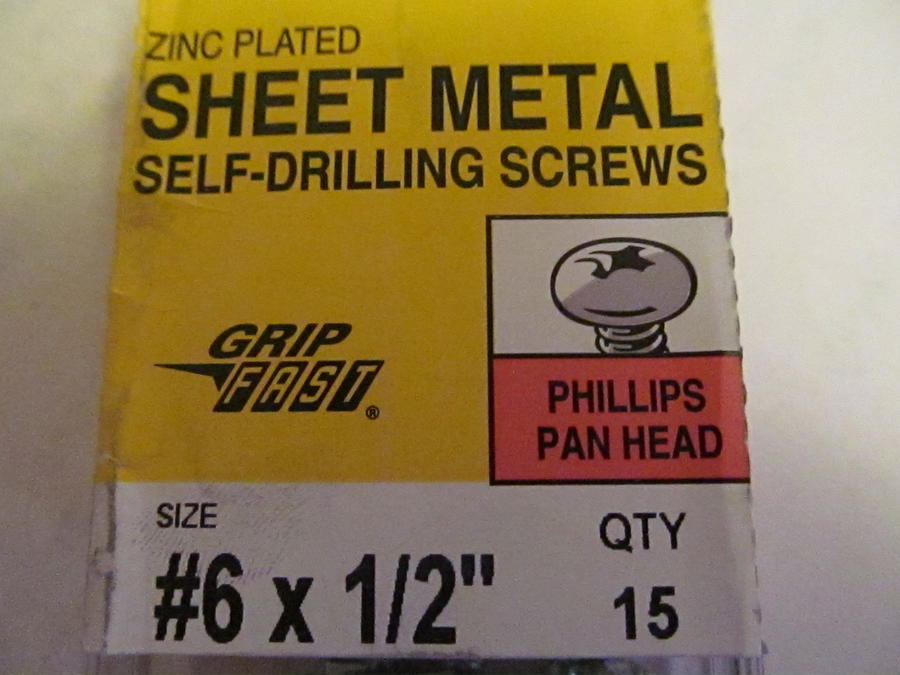 ZINC PLATED
SHEET METAL
SELF-DRILLING SCREWS
GRIP
FAST®
PHILLIPS
PAN HEAD
SIZE
#6 x 1/2"
QTY
15